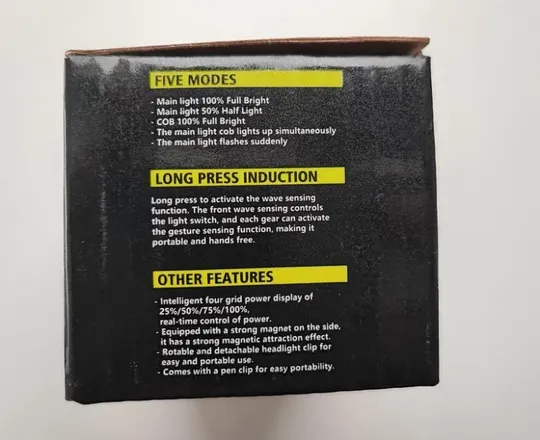 FIVE MODES
- Main light 100% Full Bright
- Main light 50% Half Light
- COB 100% Full Bright
- The main light cob lights up simultaneously
- The main light flashes suddenly
LONG PRESS INDUCTION
Long press to activate the wave sensing
function. The front wave sensing controls
the light switch, and each gear can activate
the gesture sensing function, making it
portable and hands free.
OTHER FEATURES
- Intelligent four grid power display of
25%/50%/75%/100%,
real-time control of power.
- Equipped with a strong magnet on the side,
it has a strong magnetic attraction effect.
- Rotable and detachable headlight clip for
easy and portable use.
- Comes with a pen clip for easy portability.